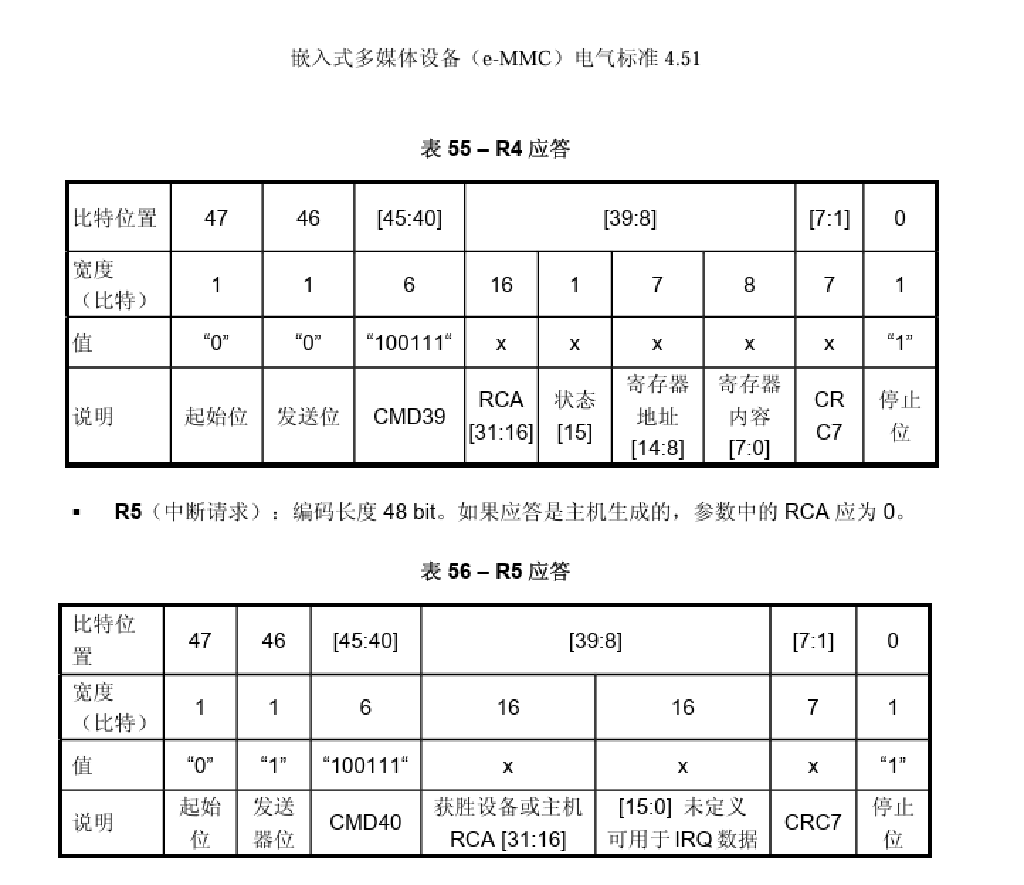 嵌入式多媒体设备（e-MMC）电气标准 4.51
表 55 – R4 应答
比特位置 47 46 [45:40] [39:8] [7:1] 0
宽度
（比特） 1 1 6 16 1 7 8 7 1
值 “0” “0” “100111“ x x x x x “1”
说明 起始位 发送位 CMD39 RCA [31:16] 状态 [15] 寄存器 地址 [14:8] 寄存器 内容 [7:0] CR C7 停止 位
▪ R5（中断请求）：编码长度 48 bit。如果应答是主机生成的，参数中的 RCA 应为 0。
表 56 – R5 应答
比特位
置 47 46 [45:40] [39:8] [7:1] 0
宽度
（比特） 1 1 6 16 16 7 1
值 “0” “1” “100111“ x x x “1”
说明 起始 位 发送 器位 CMD40 获胜设备或主机 RCA [31:16] [15:0] 未定义 可用于 IRQ 数据 CRC7 停止 位